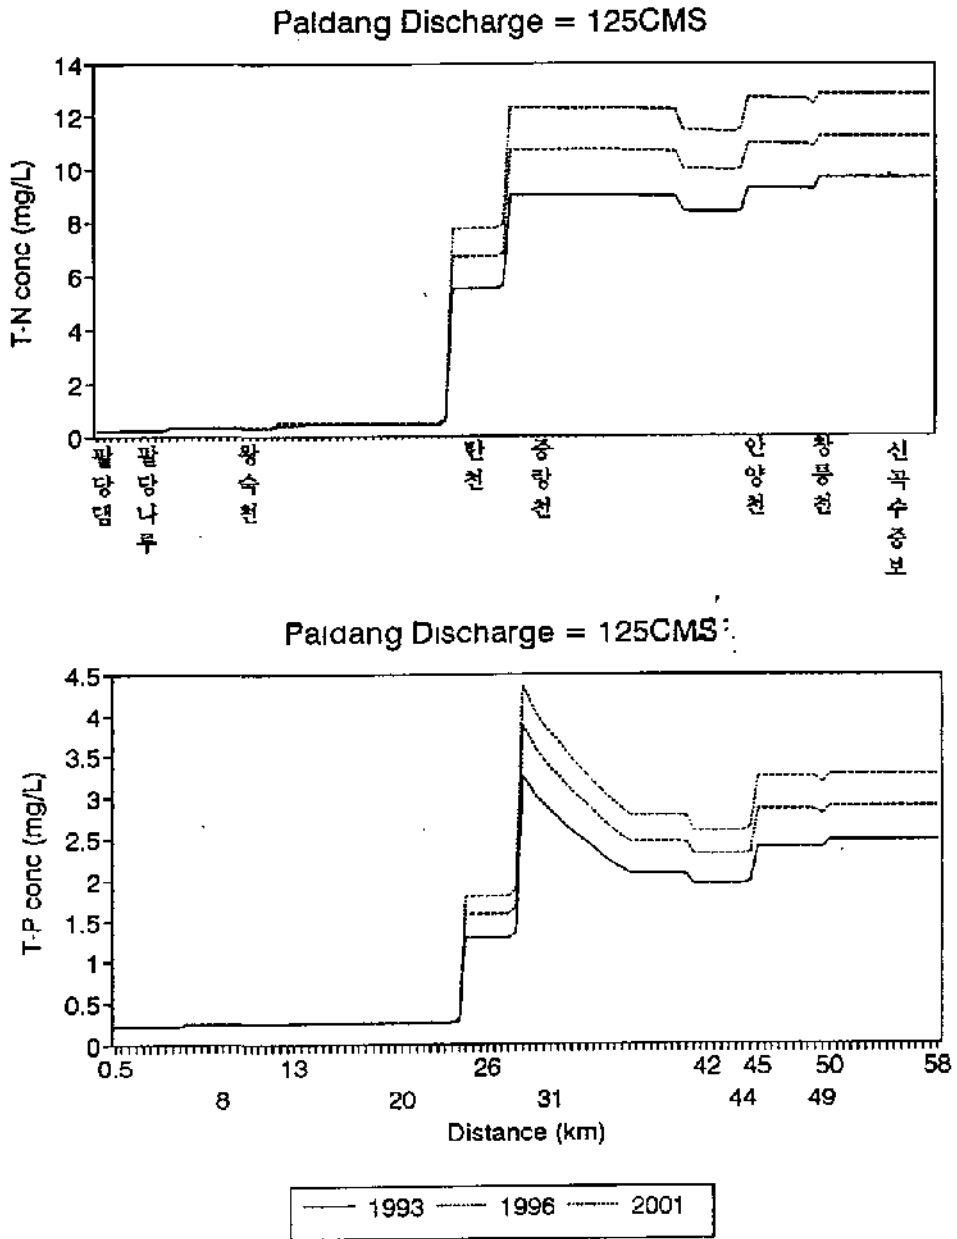 Paldang Discharge = 125CMS
T-N conc (mg/L)
14
12
10
8
6
4
2
0
팔당댐
팔당나루
왕숙천
탄천
중랑천
안양천
창릉천
신곡수중보
Paldang Discharge = 125CMS
T-P conc (mg/L)
4.5
4
3.5
3
2.5
2
1.5
1
0.5
0
0.5 13 26 42 45 50 58
8 20 31 44 49
Distance (km)
1993 1996 2001